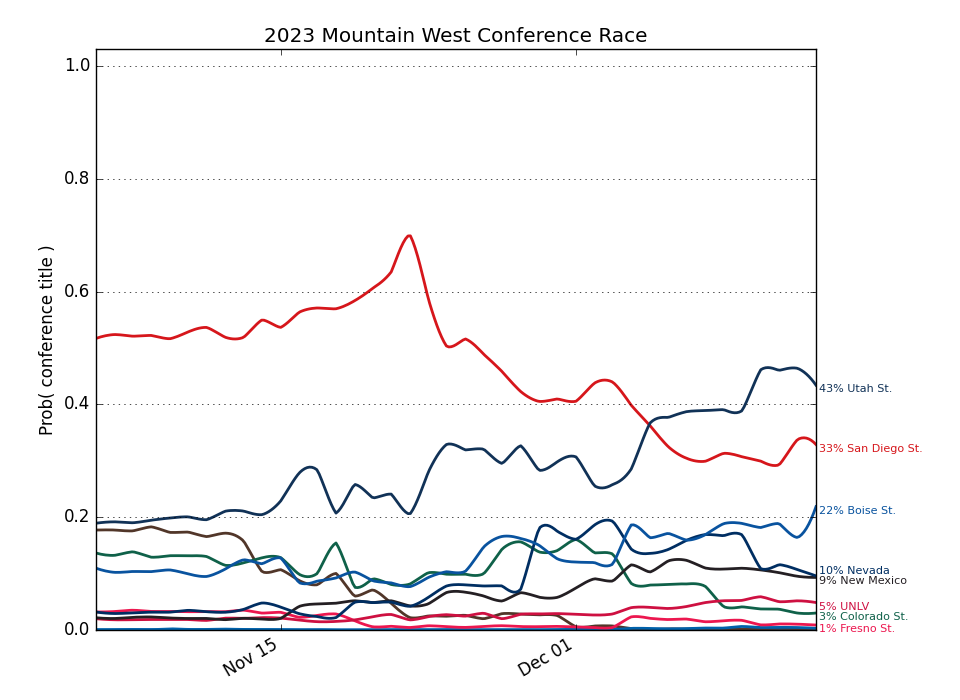 2023 Mountain West Conference Race
Prob( conference title )
1.0
0.8
0.6
0.4
0.2
0.0
Nov 15
Dec 01
43% Utah St.
33% San Diego St.
22% Boise St.
10% Nevada
9% New Mexico
5% UNLV
3% Colorado St.
1% Fresno St.